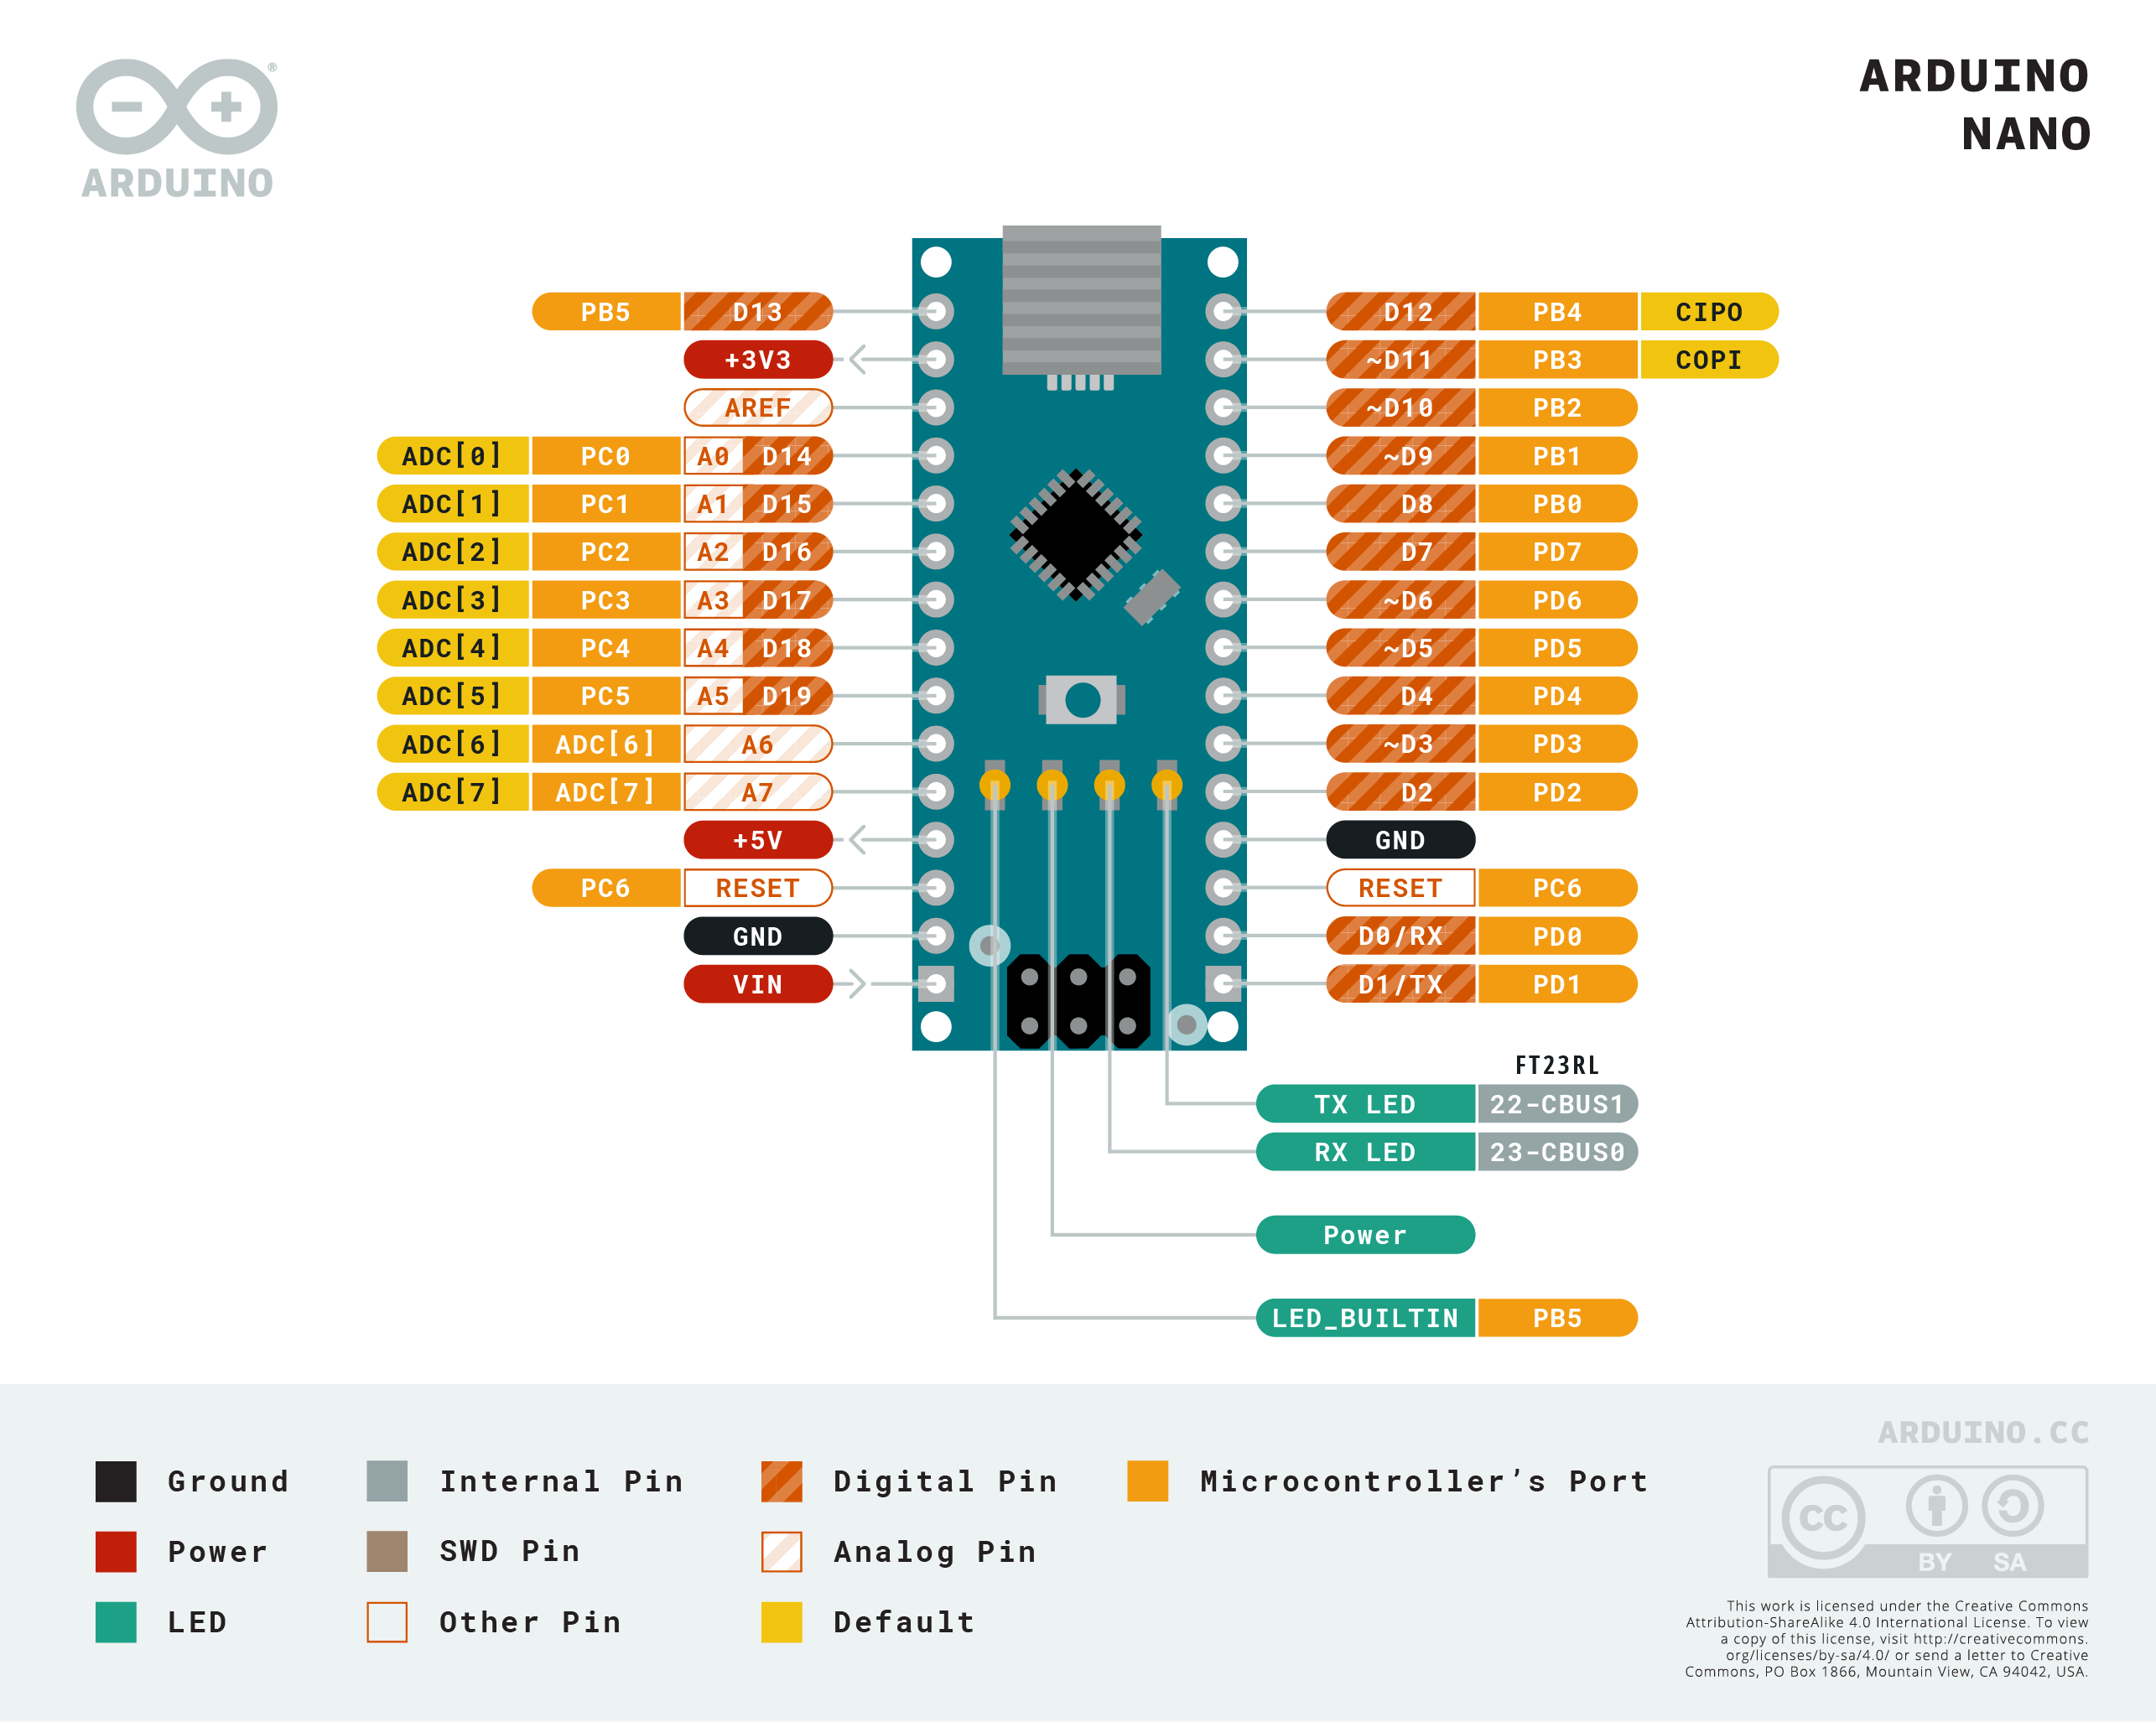 ®
ARDUINO
ARDUINO
NANO
PB5 D13 D12 PB4 CIPO
+3V3 ~D11 PB3 COPI
AREF ~D10 PB2
ADC[0] PC0 A0 D14 ~D9 PB1
ADC[1] PC1 A1 D15 D8 PB0
ADC[2] PC2 A2 D16 D7 PD7
ADC[3] PC3 A3 D17 ~D6 PD6
ADC[4] PC4 A4 D18 ~D5 PD5
ADC[5] PC5 A5 D19 D4 PD4
ADC[6] ADC[6] A6 ~D3 PD3
ADC[7] ADC[7] A7 D2 PD2
+5V GND
PC6 RESET RESET PC6
GND D0/RX PD0
VIN D1/TX PD1
FT23RL
TX LED 22-CBUS1
RX LED 23-CBUS0
Power
LED_BUILTIN PB5
Ground Internal Pin Digital Pin Microcontroller’s Port
Power SWD Pin Analog Pin
LED Other Pin Default
ARDUINO.CC
CC
BY SA
This work is licensed under the Creative Commons
Attribution-ShareAlike 4.0 International License. To view
a copy of this license, visit http://creativecommons.
org/licenses/by-sa/4.0/ or send a letter to Creative
Commons, PO Box 1866, Mountain View, CA 94042, USA.